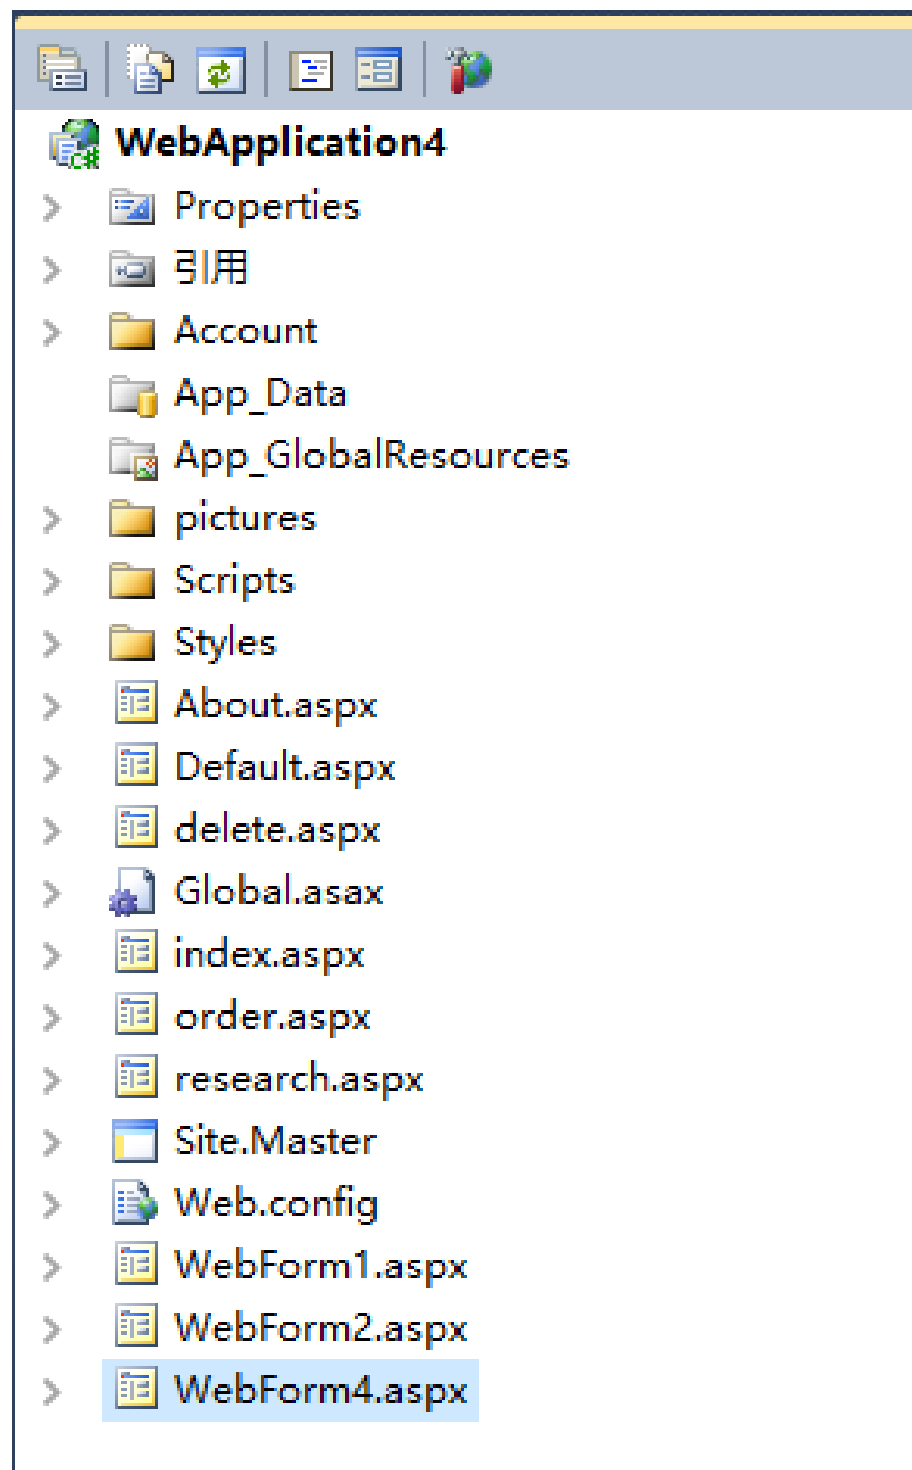 WebApplication4
Properties
引用
Account
App_Data
App_GlobalResources
pictures
Scripts
Styles
About.aspx
Default.aspx
delete.aspx
Global.asax
index.aspx
order.aspx
research.aspx
Site.Master
Web.config
WebForm1.aspx
WebForm2.aspx
WebForm4.aspx